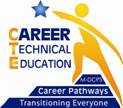 CAREER
TECHNICAL
EDUCATION
M-DCPS
Career Pathways
Transitioning Everyone